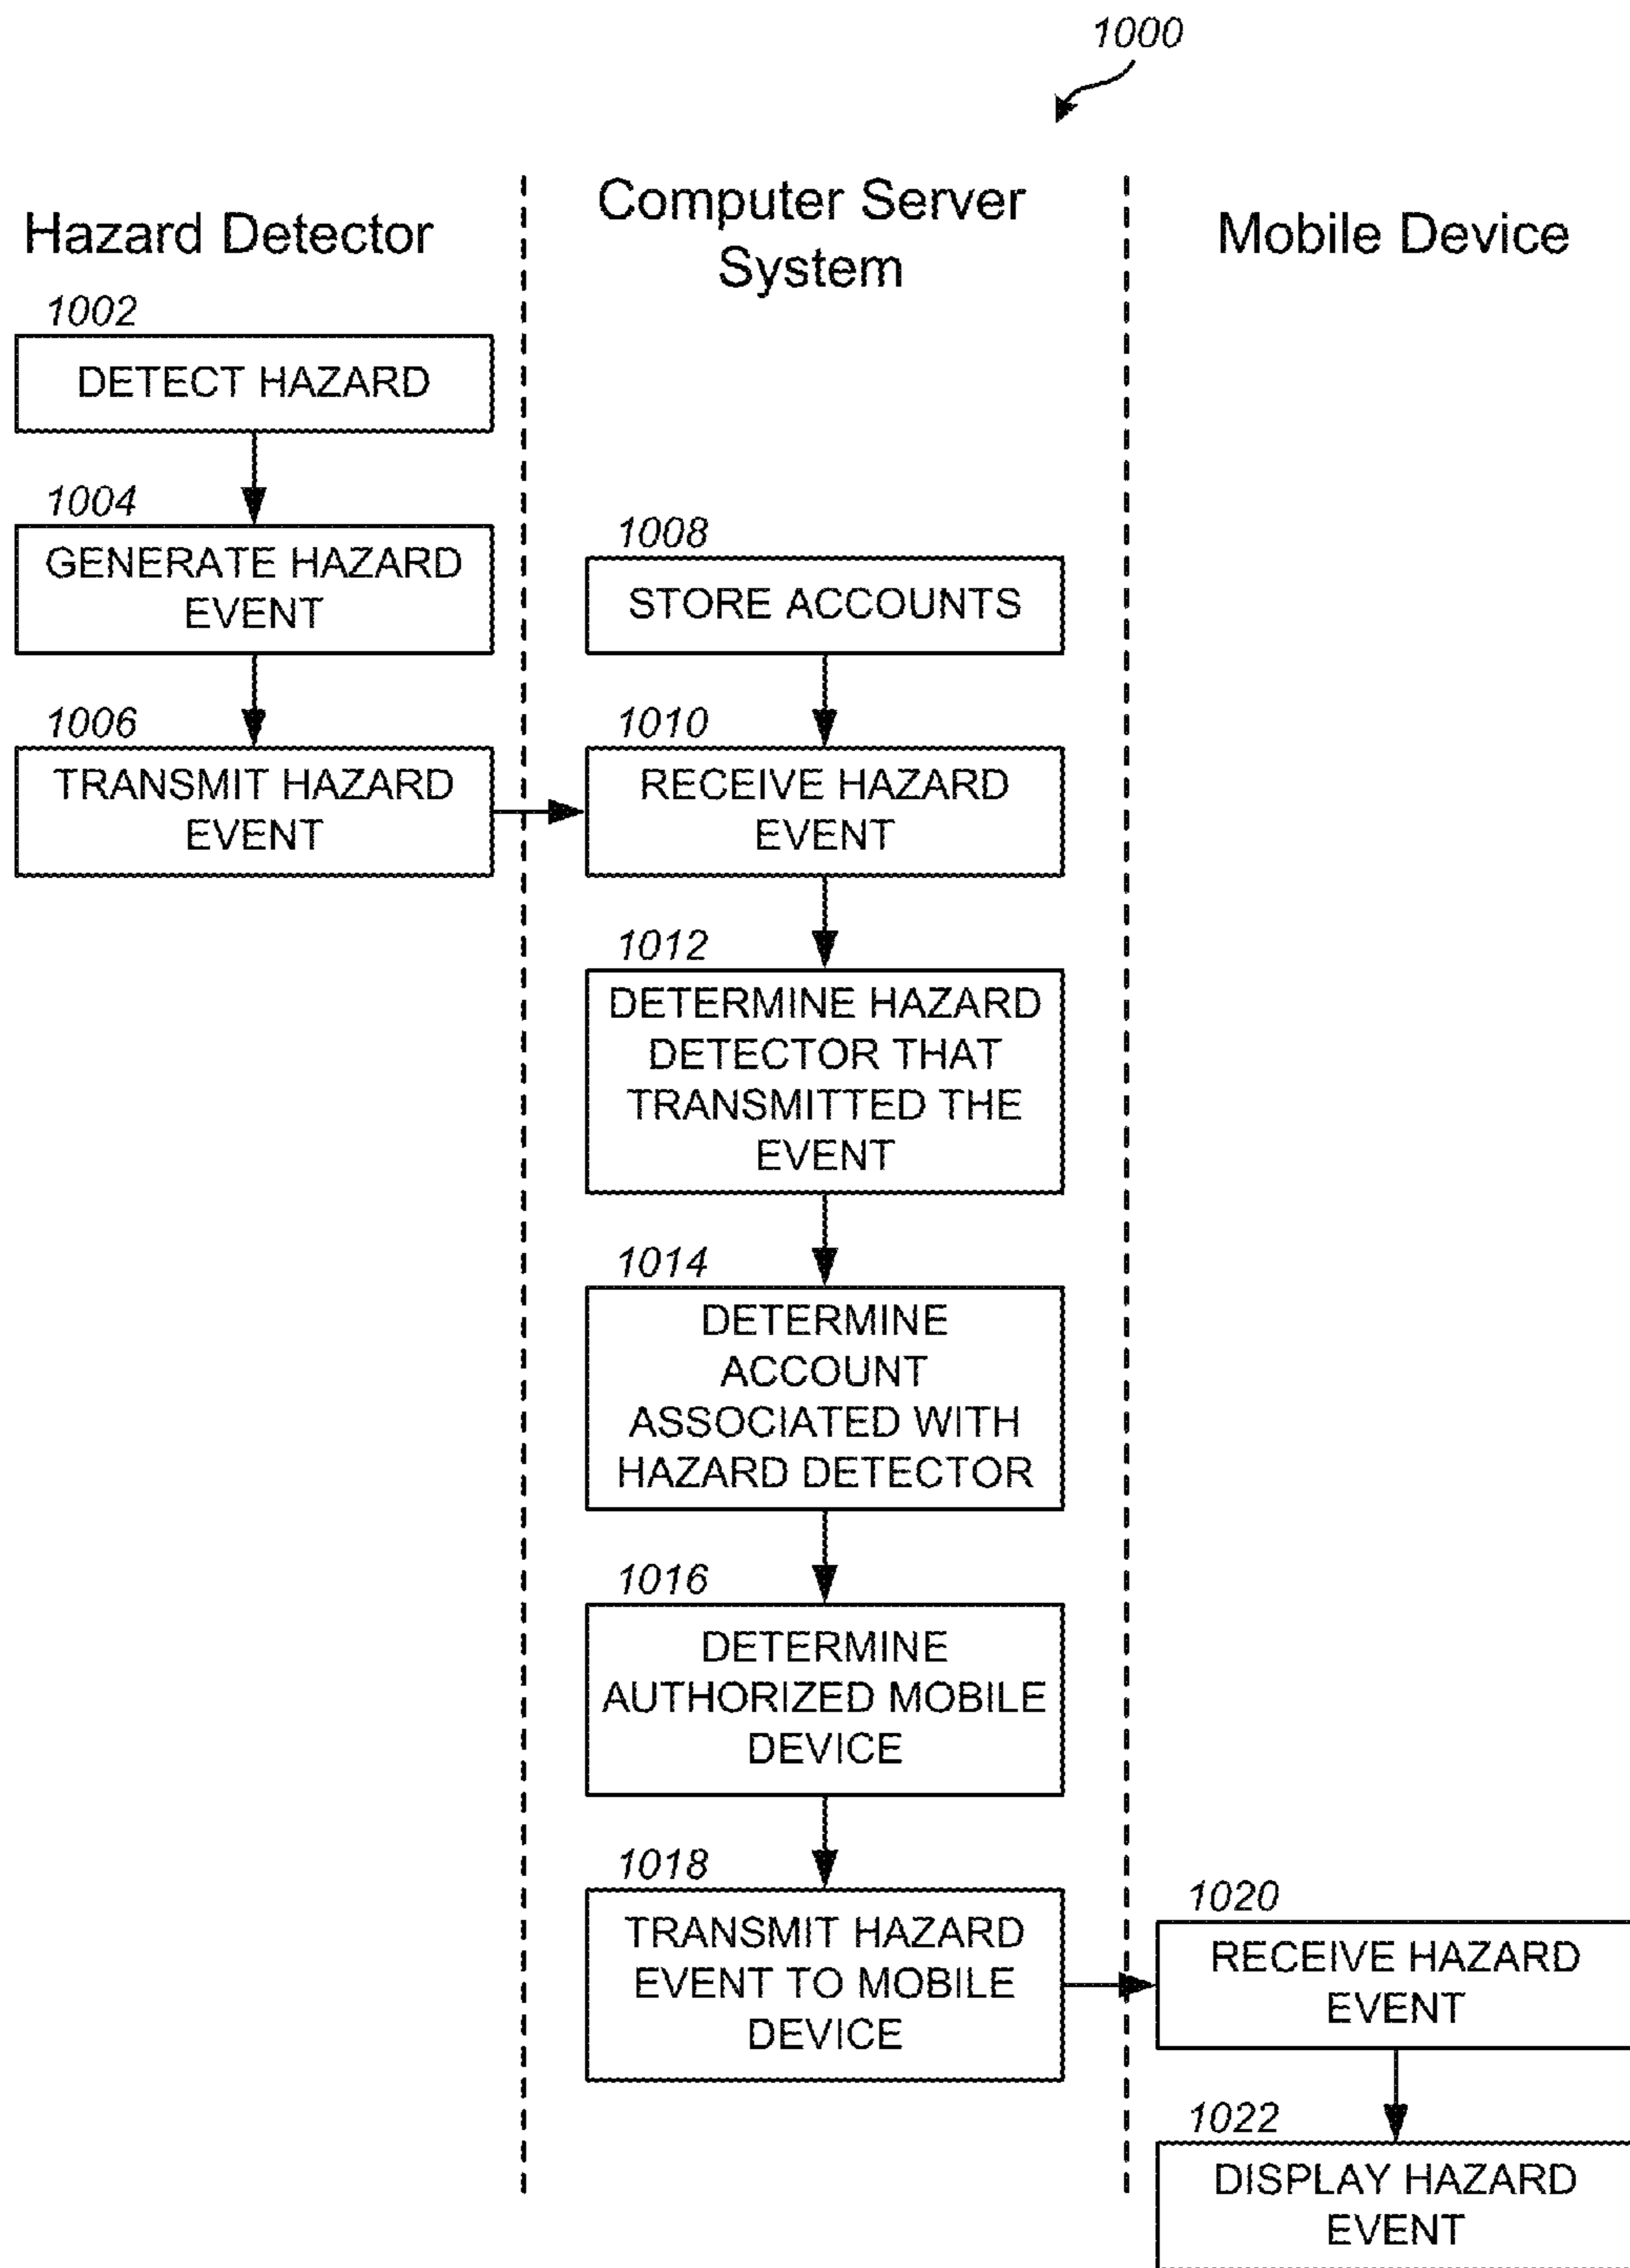 1000
Hazard Detector
Computer Server
System
Mobile Device
1002
DETECT HAZARD
1004
GENERATE HAZARD
EVENT
1006
TRANSMIT HAZARD
EVENT
1008
STORE ACCOUNTS
1010
RECEIVE HAZARD
EVENT
1012
DETERMINE HAZARD
DETECTOR THAT
TRANSMITTED THE
EVENT
1014
DETERMINE
ACCOUNT
ASSOCIATED WITH
HAZARD DETECTOR
1016
DETERMINE
AUTHORIZED MOBILE
DEVICE
1018
TRANSMIT HAZARD
EVENT TO MOBILE
DEVICE
1020
RECEIVE HAZARD
EVENT
1022
DISPLAY HAZARD
EVENT